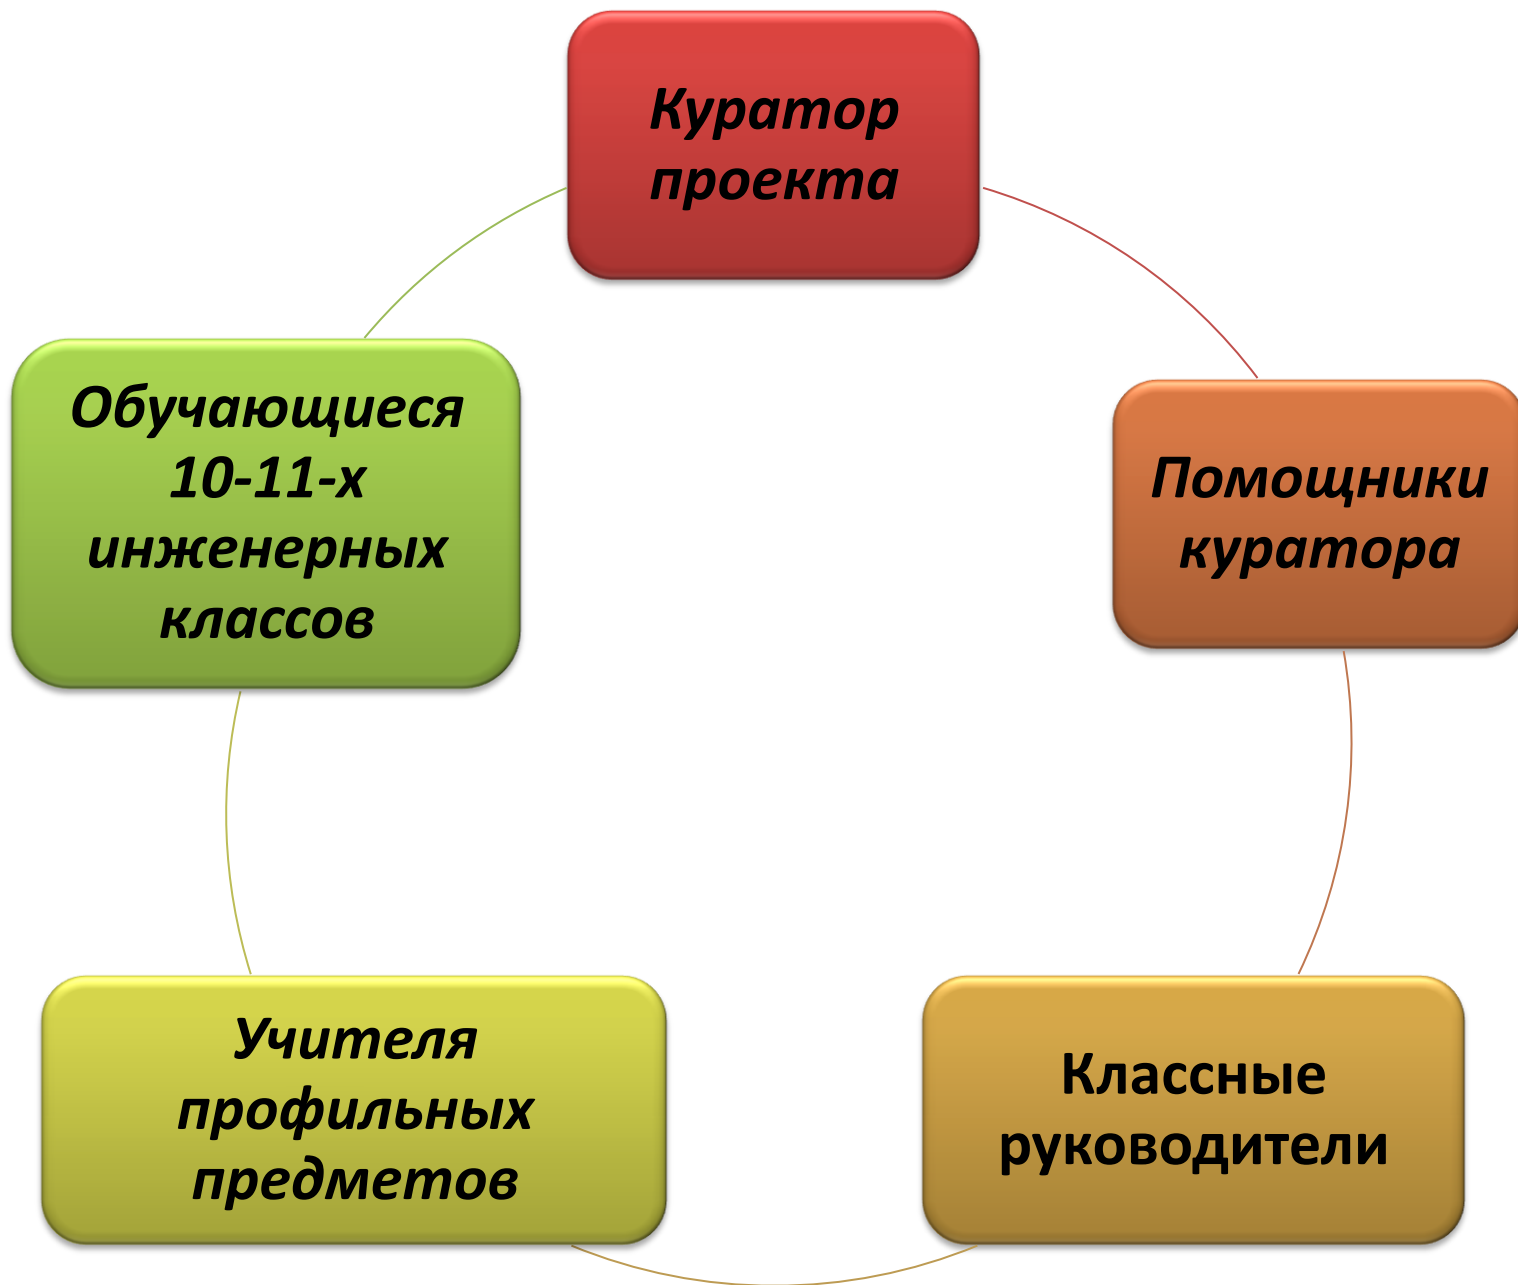 Куратор
проекта
Обучающиеся
10-11-х
инженерных
классов
Помощники
куратора
Учителя
профильных
предметов
Классные
руководители